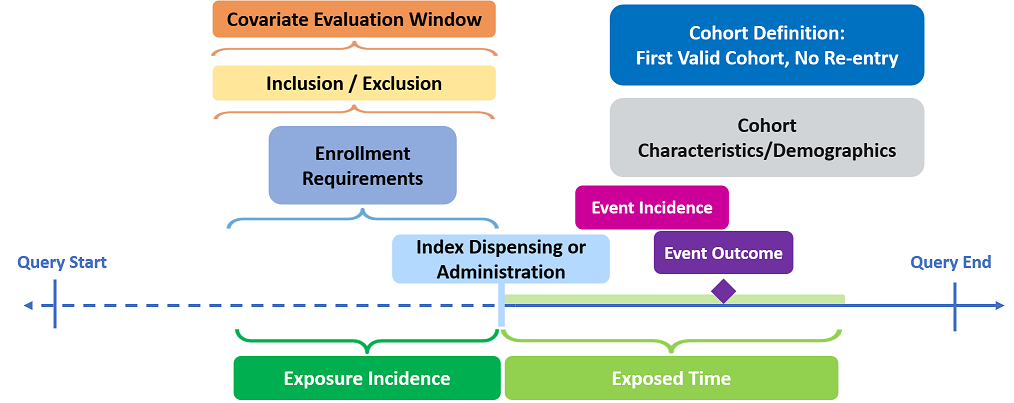 Covariate Evaluation Window
Cohort Definition:
First Valid Cohort, No Re-entry
Inclusion / Exclusion
Cohort
Characteristics/Demographics
Enrollment
Requirements
Event Incidence
Index Dispensing or
Administration
Event Outcome
Query Start
Query End
Exposure Incidence
Exposed Time